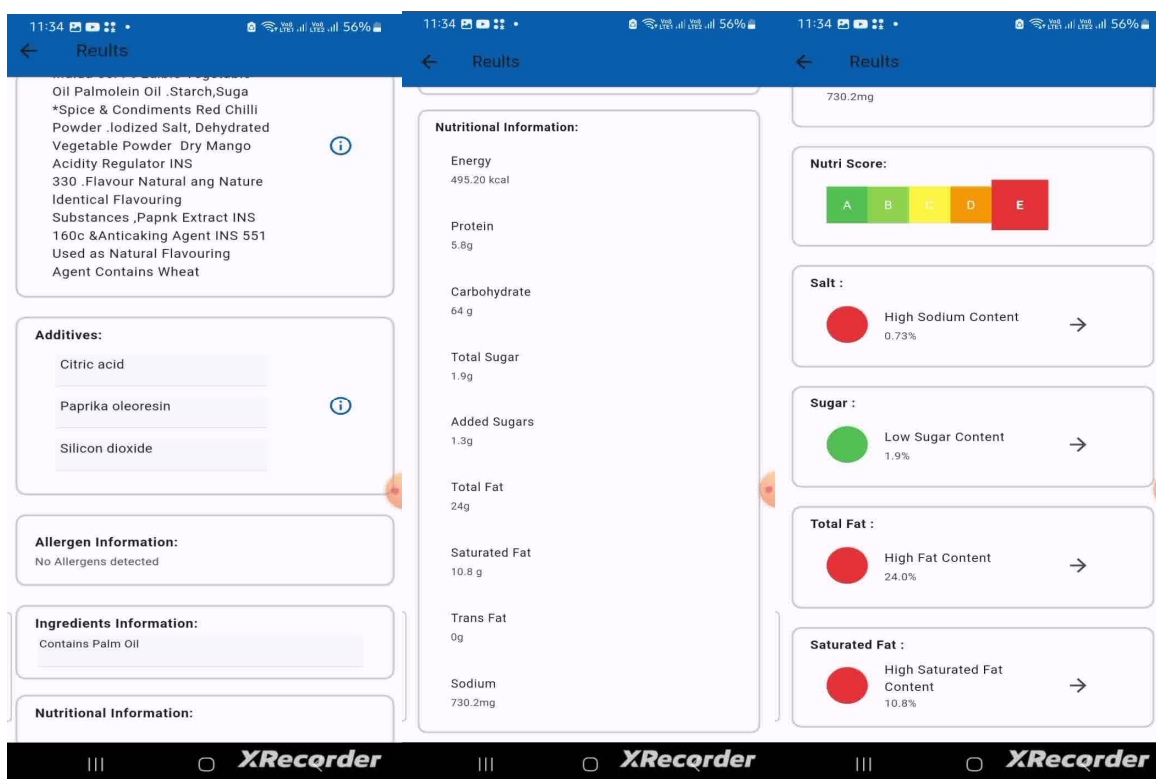 11:34
56%
Reults
Oil Palmolein Oil .Starch,Suga
*Spice & Condiments Red Chilli
Powder .Iodized Salt, Dehydrated
Vegetable Powder Dry Mango
Acidity Regulator INS
330 .Flavour Natural ang Nature
Identical Flavouring
Substances ,Papnk Extract INS
160c &Anticaking Agent INS 551
Used as Natural Flavouring
Agent Contains Wheat
Additives:
Citric acid
Paprika oleoresin
Silicon dioxide
Allergen Information:
No Allergens detected
Ingredients Information:
Contains Palm Oil
Nutritional Information:
XRecorder
11:34
56%
Reults
Nutritional Information:
Energy
495.20 kcal
Protein
5.8g
Carbohydrate
64 g
Total Sugar
1.9g
Added Sugars
1.3g
Total Fat
24g
Saturated Fat
10.8 g
Trans Fat
0g
Sodium
730.2mg
XRecorder
11:34
56%
Reults
730.2mg
Nutri Score:
A B C D E
Salt :
High Sodium Content
0.73%
Sugar :
Low Sugar Content
1.9%
Total Fat :
High Fat Content
24.0%
Saturated Fat :
High Saturated Fat
Content
10.8%
XRecorder